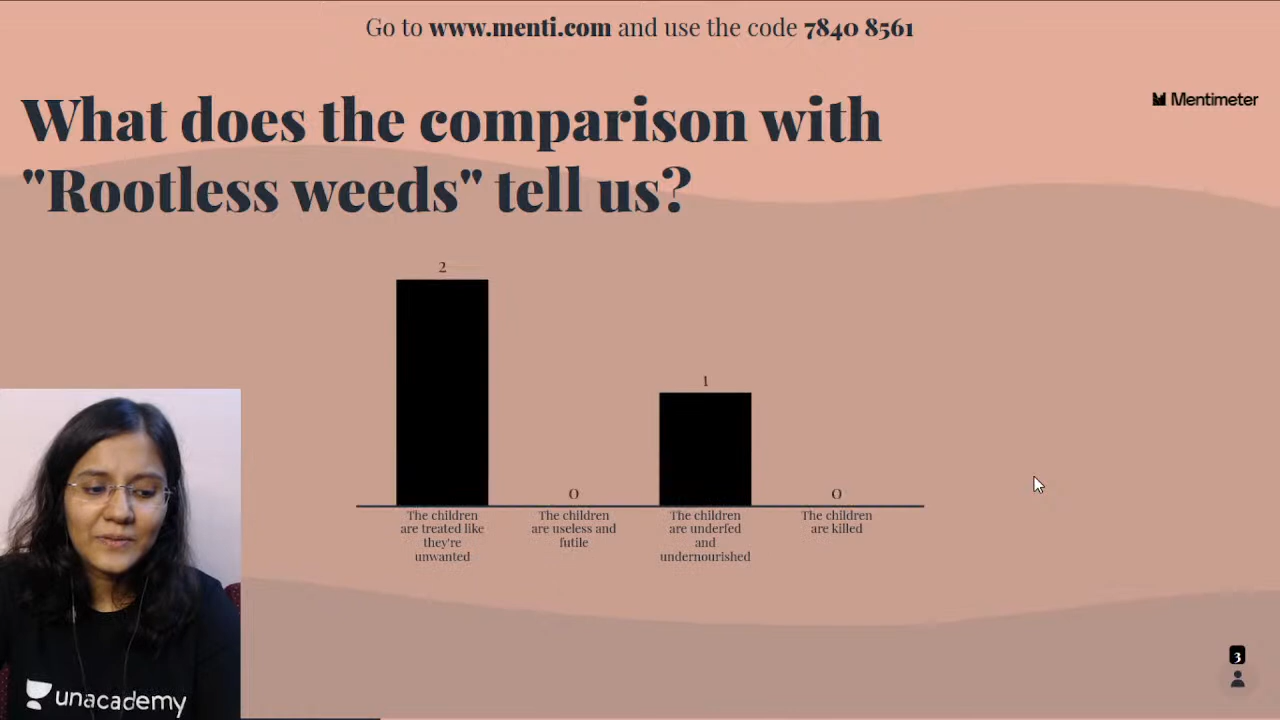 Go to www.menti.com and use the code 7840 8561
Mentimeter
What does the comparison with
"Rootless weeds" tell us?
2
0
1
0
The children
are treated like
they're
unwanted
The children
are useless and
futile
The children
are underfed
and
undernourished
The children
are killed
3
unacademy